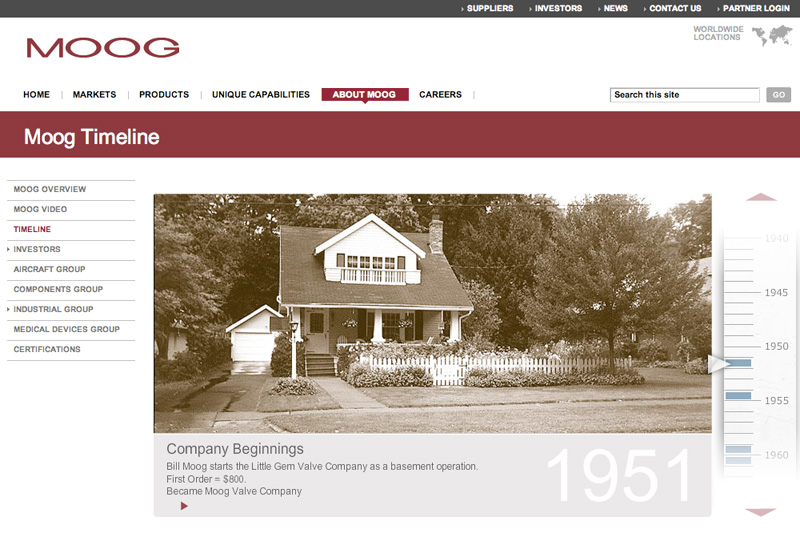 SUPPLIERS INVESTORS NEWS CONTACT US PARTNER LOGIN
WORLDWIDE
LOCATIONS
MOOG
HOME MARKETS PRODUCTS UNIQUE CAPABILITIES ABOUT MOOG CAREERS
Search this site GO
Moog Timeline
MOOG OVERVIEW
MOOG VIDEO
TIMELINE
INVESTORS
AIRCRAFT GROUP
COMPONENTS GROUP
INDUSTRIAL GROUP
MEDICAL DEVICES GROUP
CERTIFICATIONS
Company Beginnings
Bill Moog starts the Little Gem Valve Company as a basement operation.
First Order = $800.
Became Moog Valve Company
1951
1940
1945
1950
1955
1960